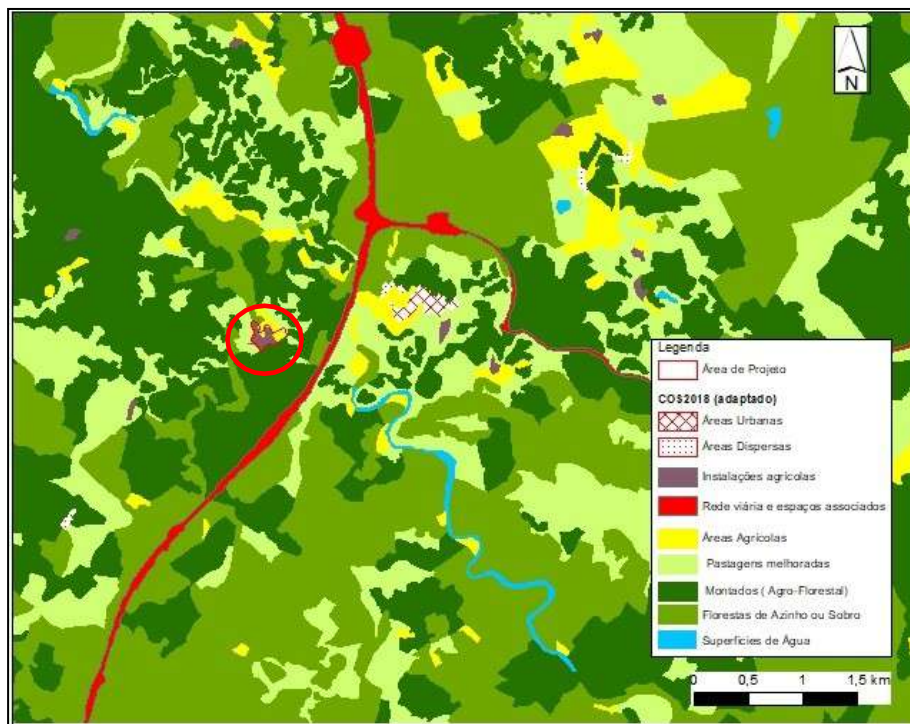 N
Legenda
Área de Projeto
COS2018 (adaptado)
Áreas Urbanas
Áreas Dispersas
Instalações agrícolas
Rede viária e espaços associados
Áreas Agrícolas
Pastagens melhoradas
Montados ( Agro-Florestal)
Florestas de Azinho ou Sobro
Superfícies de Água
0 0,5 1 1,5 km